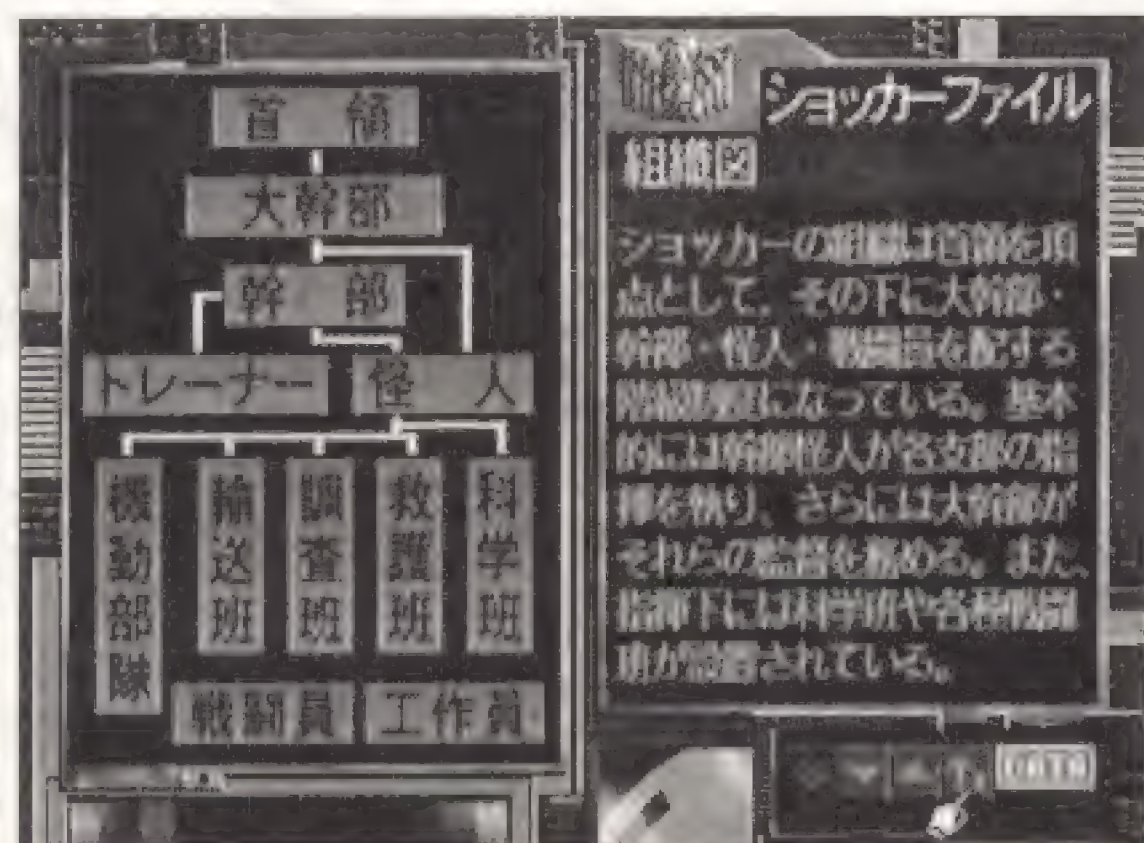 首領
大幹部
幹部
トレーナー
怪人
機動部隊
輸送班
調査班
救護班
科学班
戦闘員
工作員
ショッカーファイル
組織図
ショッカーの組織は首領を頂
点として、その下に大幹部・
幹部・怪人・戦闘員を配する
階級制度になっている。基本
的には幹部怪人が各支部の指
揮を執り、さらには大幹部が
それらの監督を務める。また、
指揮下には科学班や各種戦闘
班が設置されている。
DATA